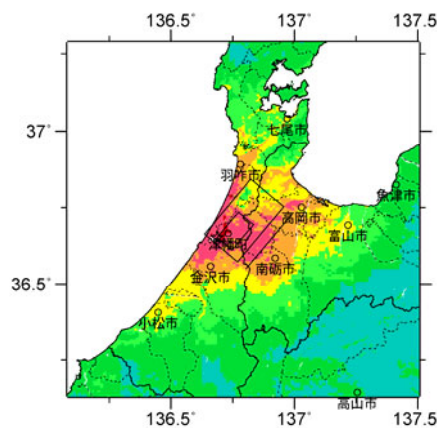 136.5°
137°
137.5
七尾市
37°
羽咋市
魚津市
高岡市
富山市
津幡町
南砺市
金沢市
36.5°
小松市
高山市
136.5°
137°
137.5